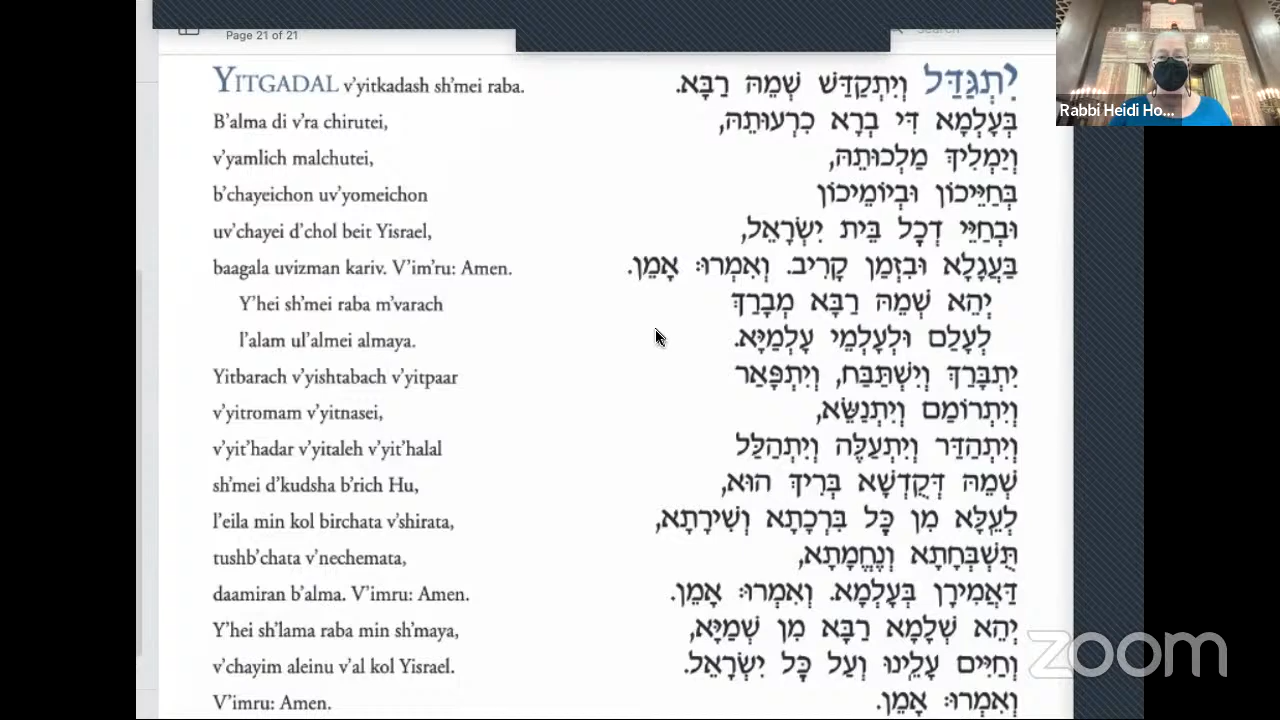 Page 21 of 21
Search
Rabbi Heidi Ho...
YITGADAL v'yitkadash sh'mei raba.
B'alma di v'ra chirutei,
v'yamlich malchutei,
b'chayeichon uv'yomeichon
uv'chayei d'chol beit Yisrael,
baagala uvizman kariv. V'im'ru: Amen.
Y'hei sh'mei raba m'varach
l'alam ul'almei almaya.
Yitbarach v'yishtabach v'yitpaar
v'yitromam v'yitnasei,
v'yit'hadar v'yitaleh v'yit'halal
sh'mei d'kudsha b'rich Hu,
l'eila min kol birchata v'shirata,
tushb'chata v'nechemata,
daamiran b'alma. V'imru: Amen.
Y'hei sh'lama raba min sh'maya,
v'chayim aleinu v'al kol Yisrael.
V'imru: Amen.
יִתְגַּדַּל וְיִתְקַדַּשׁ שְׁמֵהּ רַבָּא.
בְּעָלְמָא דִּי בְרָא כִרְעוּתֵהּ,
וְיַמְלִיךְ מַלְכוּתֵהּ,
בְּחַיֵּיכוֹן וּבְיוֹמֵיכוֹן
וּבְחַיֵּי דְכׇל בֵּית יִשְׂרָאֵל,
בַּעֲגָלָא וּבִזְמַן קָרִיב. וְאִמְרוּ: אָמֵן.
יְהֵא שְׁמֵהּ רַבָּא מְבָרַךְ
לְעָלַם וּלְעָלְמֵי עָלְמַיָּא.
יִתְבָּרַךְ וְיִשְׁתַּבַּח, וְיִתְפָּאַר
וְיִתְרוֹמַם וְיִתְנַשֵּׂא,
וְיִתְהַדַּר וְיִתְעַלֶּה וְיִתְהַלַּל
שְׁמֵהּ דְּקֻדְשָׁא בְּרִיךְ הוּא,
לְעֵֽלָּא מִן כׇּל בִּרְכָתָא וְשִׁירָתָא,
תֻּשְׁבְּחָתָא וְנֶחֱמָתָא,
דַּאֲמִירָן בְּעָלְמָא. וְאִמְרוּ: אָמֵן.
יְהֵא שְׁלָמָא רַבָּא מִן שְׁמַיָּא,
וְחַיִּים עָלֵֽינוּ וְעַל כׇּל יִשְׂרָאֵל.
וְאִמְרוּ: אָמֵן.
zoom